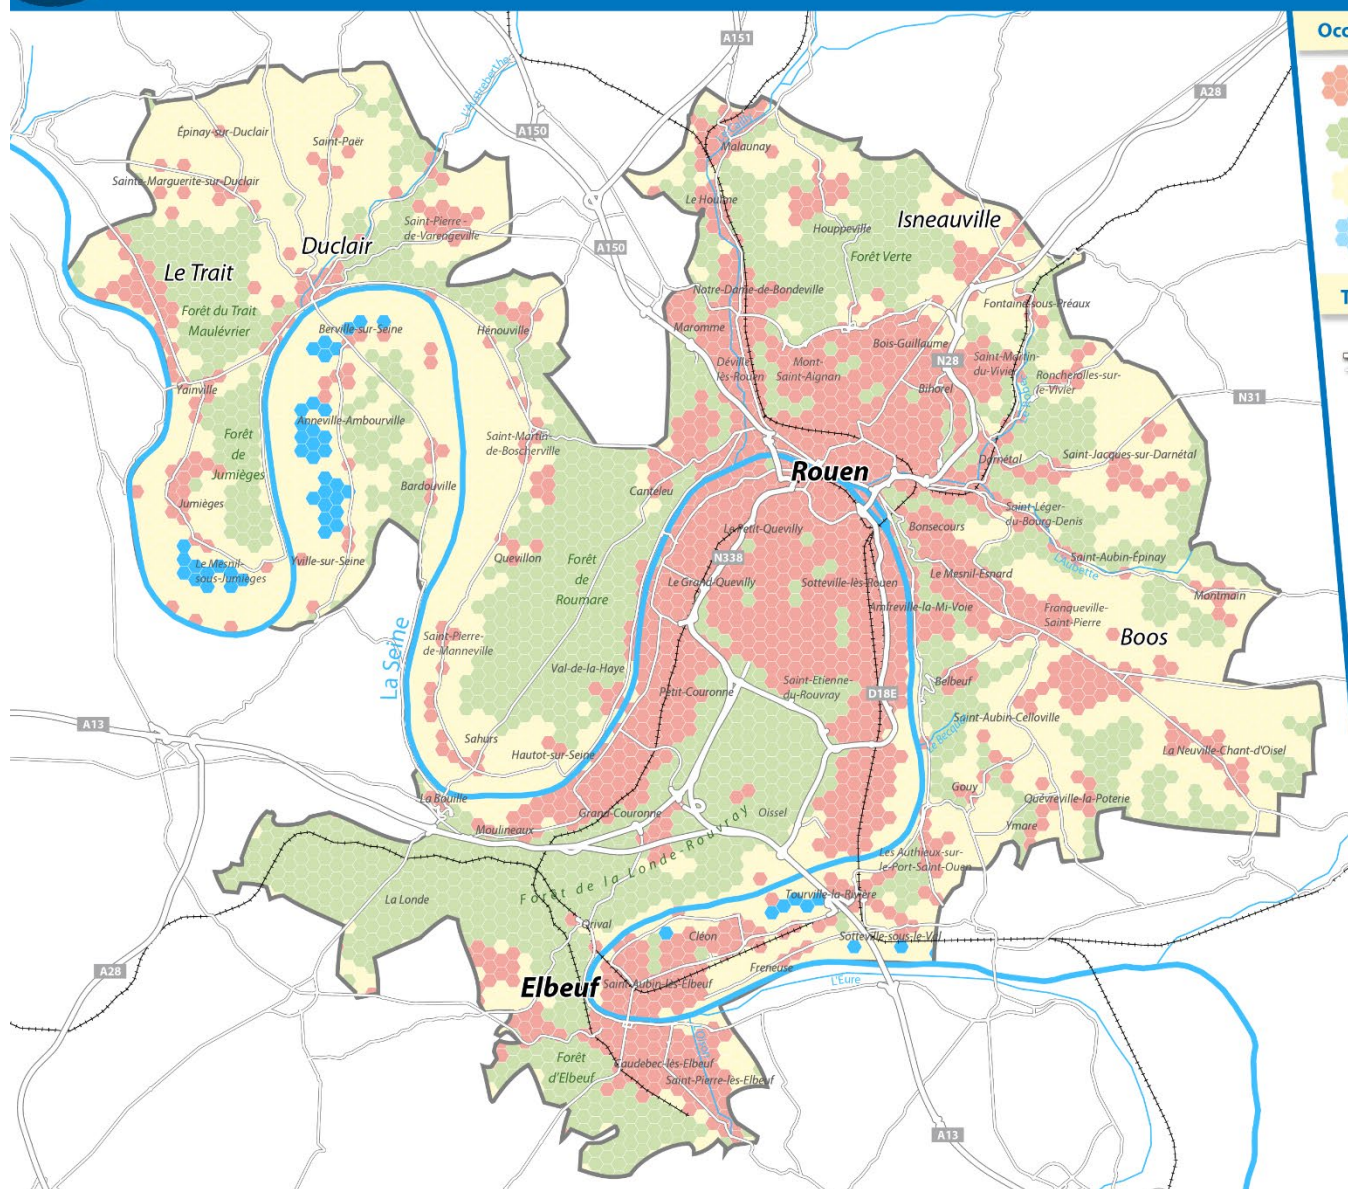 Occ
A151
A28
L'Austreberthe
A150
Le Cailly
Épinay-sur-Duclair
Saint-Paër
Malaunay
Sainte-Marguerite-sur-Duclair
Le Houlme
Saint-Pierre-
de-Varengeville
Houppeville
Isneauville
Duclair
A150
Forêt Verte
Le Trait
Notre-Dame-de-Bondeville
Fontaine-sous-Préaux
T
Forêt du Trait
Maulévrier
Berville-sur-Seine
Hénouville
Maromme
Bois-Guillaume
Déville
lès-Rouen
Mont-
Saint-Aignan
N28
Saint-Martin-
du-Vivier
Roncherolles-sur-
le-Vivier
Yainville
Bihorel
N31
Anneville-Ambourville
Forêt
de
Jumièges
Saint-Martin-
de-Boscherville
Darnétal
Saint-Jacques-sur-Darnétal
Rouen
Bardouville
Canteleu
Jumièges
Saint-Léger-
du-Bourg-Denis
Le Petit-Quevilly
Bonsecours
Quevillon
N338
Yville-sur-Seine
Le Mesnil-
sous-Jumièges
Forêt
de
Roumare
Saint-Aubin-Épinay
L'Aubette
Le Grand-Quevilly
Sotteville-lès-Rouen
Le Mesnil-Esnard
Montmain
Amfreville-la-Mi-Voie
Franqueville-
Saint-Pierre
Saint-Pierre-
de-Manneville
Boos
La Seine
Val-de-la-Haye
Petit-Couronne
Saint-Etienne-
du-Rouvray
D18E
Belbeuf
A13
Saint-Aubin-Celloville
Le Becquet
Sahurs
Hautot-sur-Seine
La Neuville-Chant-d'Oisel
La Bouille
Gouy
Quévreville-la-Poterie
Moulineaux
Grand-Couronne
Oissel
Ymare
Les Authieux-sur-
le-Port-Saint-Ouen
Forêt de la Londe-Rouvray
La Londe
Tourville-la-Rivière
Orival
Cléon
Sotteville-sous-le-Val
A28
Freneuse
Elbeuf
Saint-Aubin-lès-Elbeuf
L'Eure
Forêt
d'Elbeuf
Caudebec-lès-Elbeuf
Saint-Pierre-lès-Elbeuf
A13